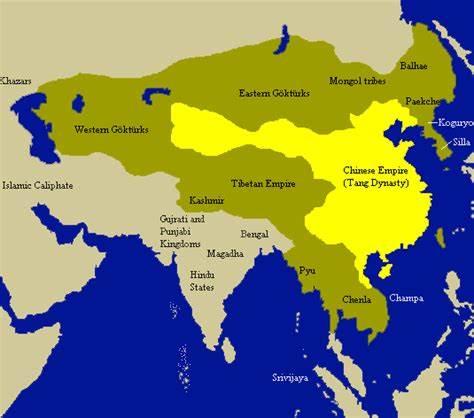 Balhae
Mongol tribes
Khazars
Eastern Göktürks
Paekche
Koguryo
Western Göktürks
Silla
Chinese Empire
(Tang Dynasty)
Islamic Caliphate
Tibetan Empire
Kashmir
Gujrati and
Punjabi
Kingdoms
Bengal
Magadha
Hindu
States
Pyu
Chenla
Champa
Srivijaya